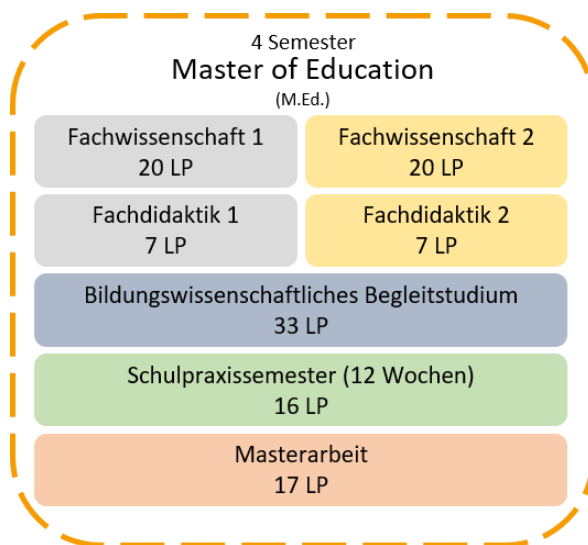 4 Semester
Master of Education
(M.Ed.)
Fachwissenschaft 1
20 LP
Fachwissenschaft 2
20 LP
Fachdidaktik 1
7 LP
Fachdidaktik 2
7 LP
Bildungswissenschaftliches Begleitstudium
33 LP
Schulpraxissemester (12 Wochen)
16 LP
Masterarbeit
17 LP